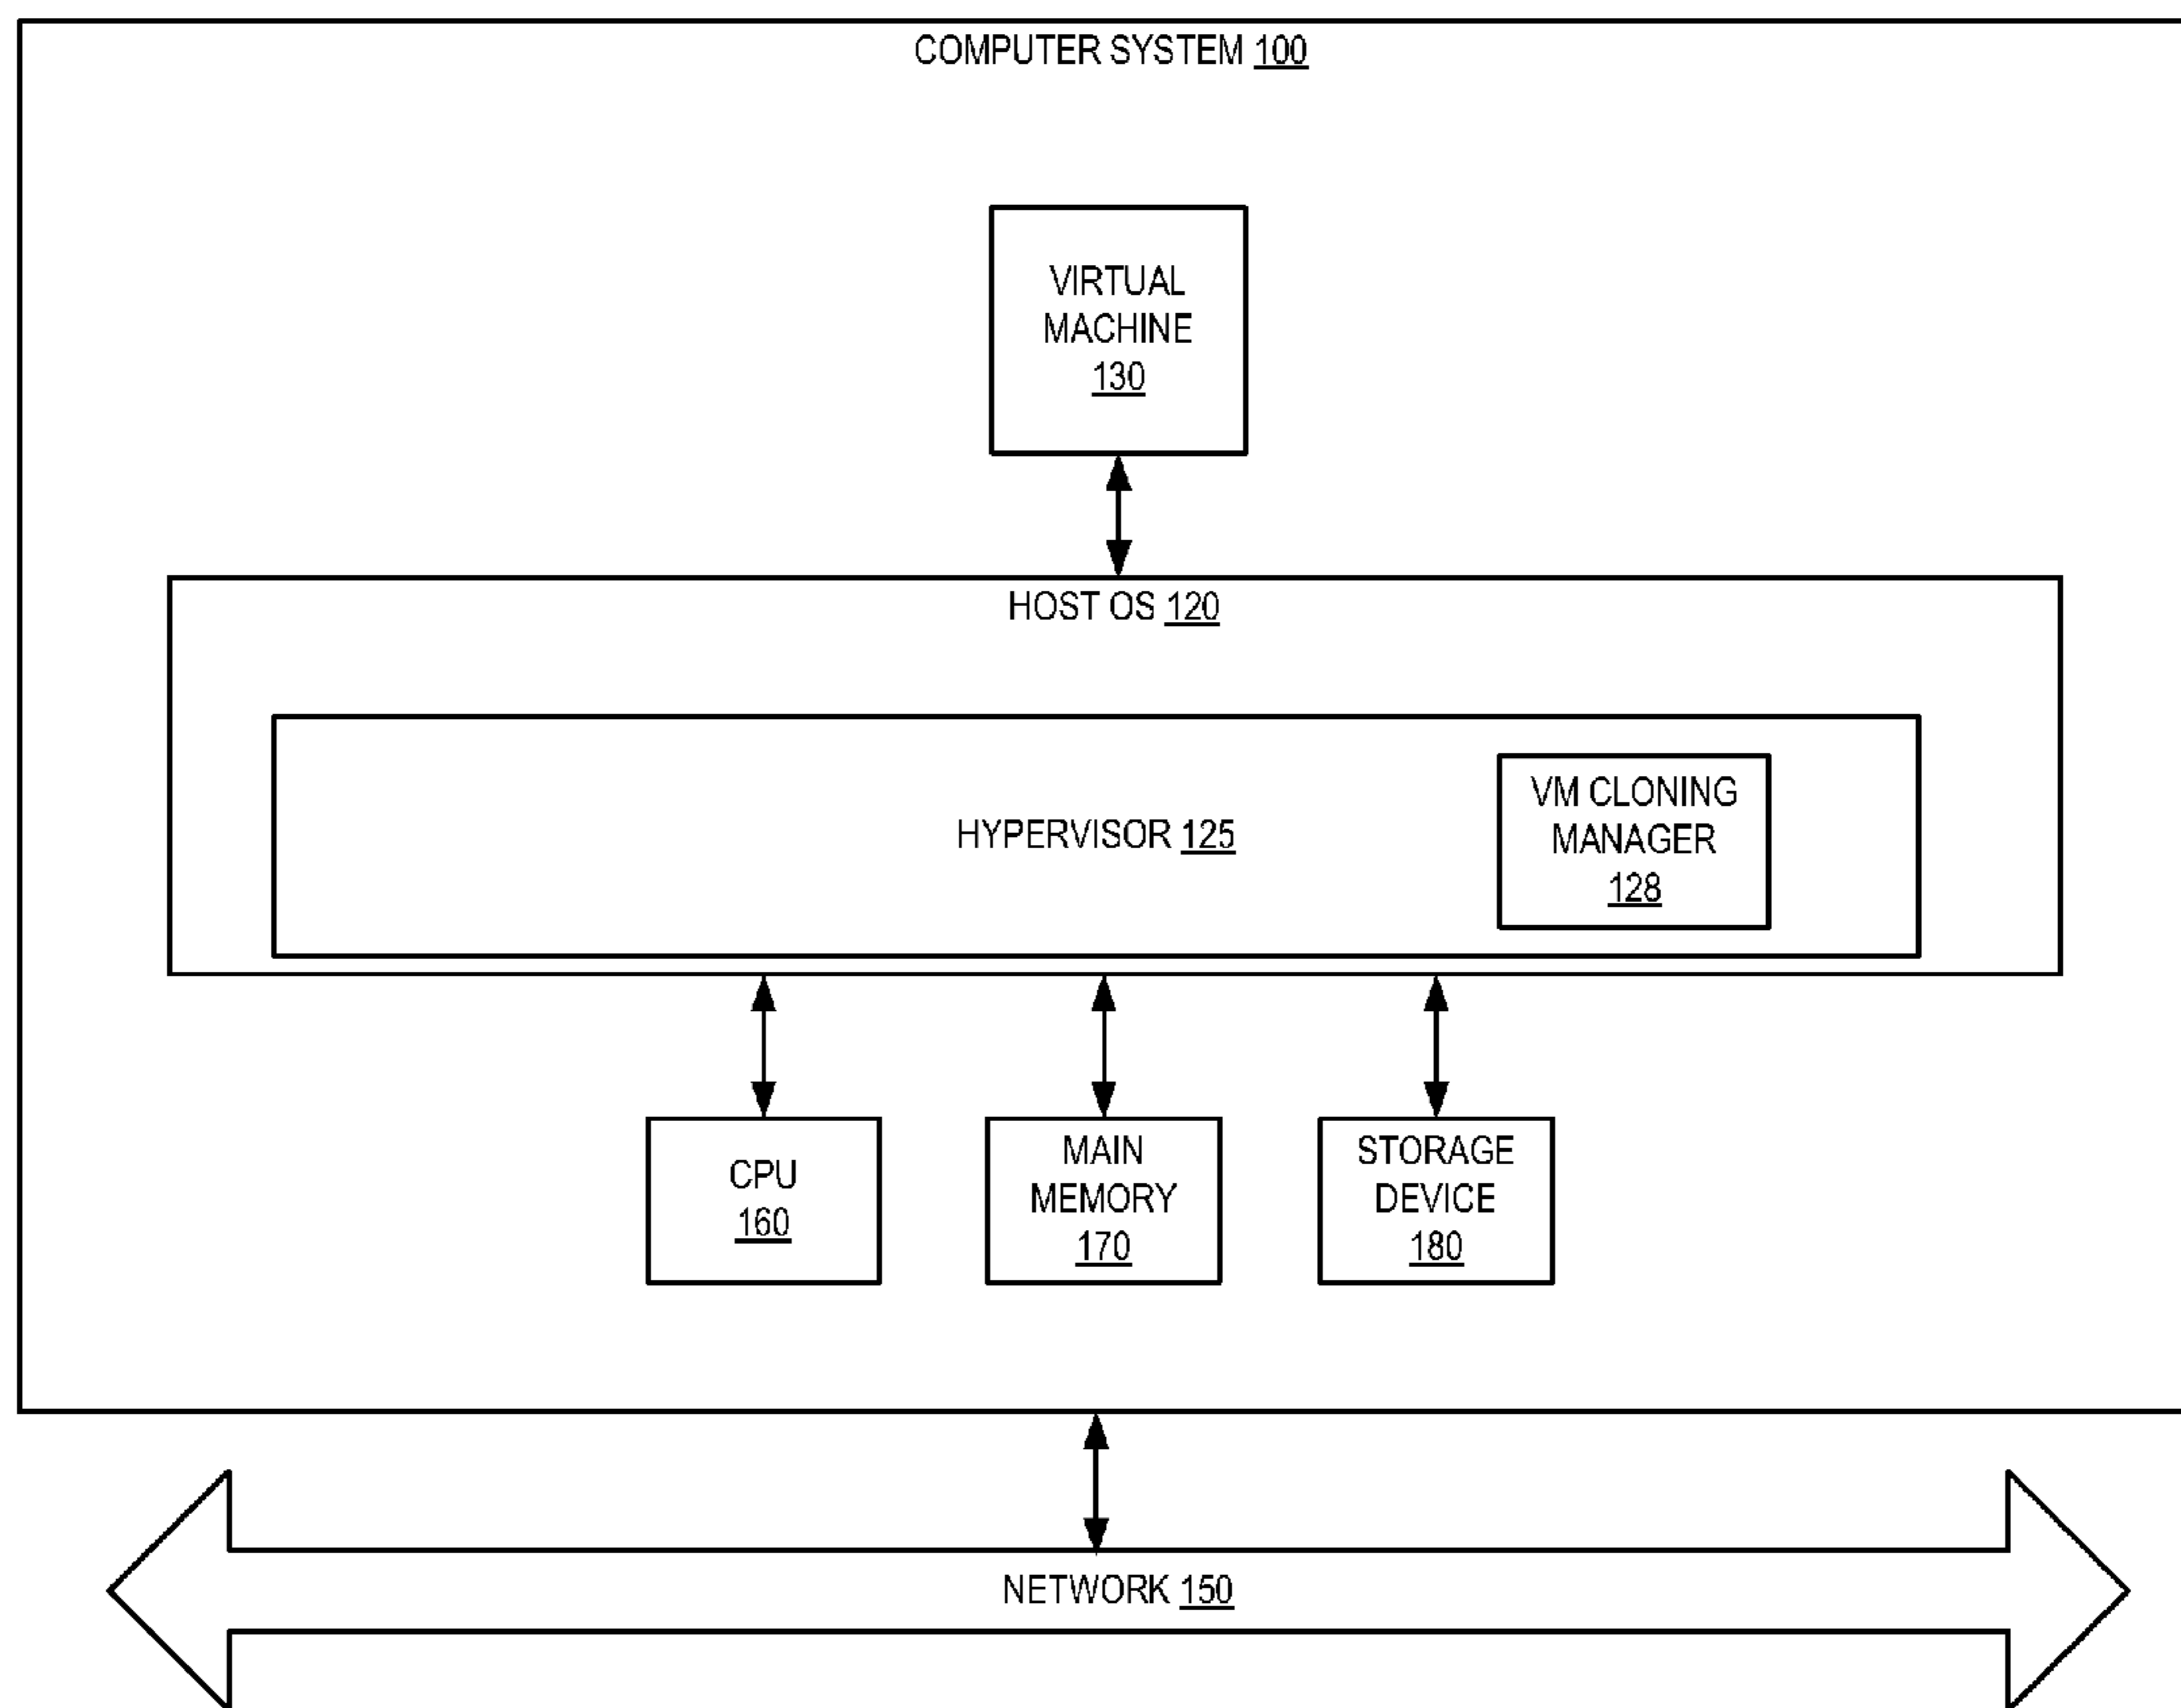 COMPUTER SYSTEM 100
VIRTUAL
MACHINE
130
HOST OS 120
HYPERVISOR 125
VM CLONING
MANAGER
128
CPU
160
MAIN
MEMORY
170
STORAGE
DEVICE
180
NETWORK 150